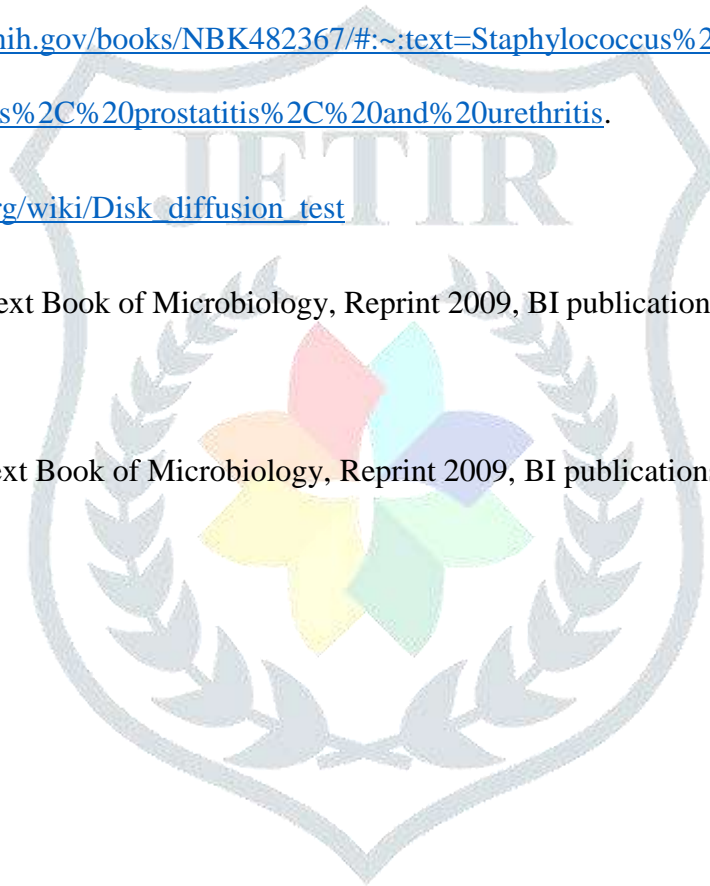 nih.gov/books/NBK482367/#:~:text=Staphylococcus%2
s%2C%20prostatitis%2C%20and%20urethritis.
rg/wiki/Disk_diffusion_test
JETIR
ext Book of Microbiology, Reprint 2009, BI publication
ext Book of Microbiology, Reprint 2009, BI publication